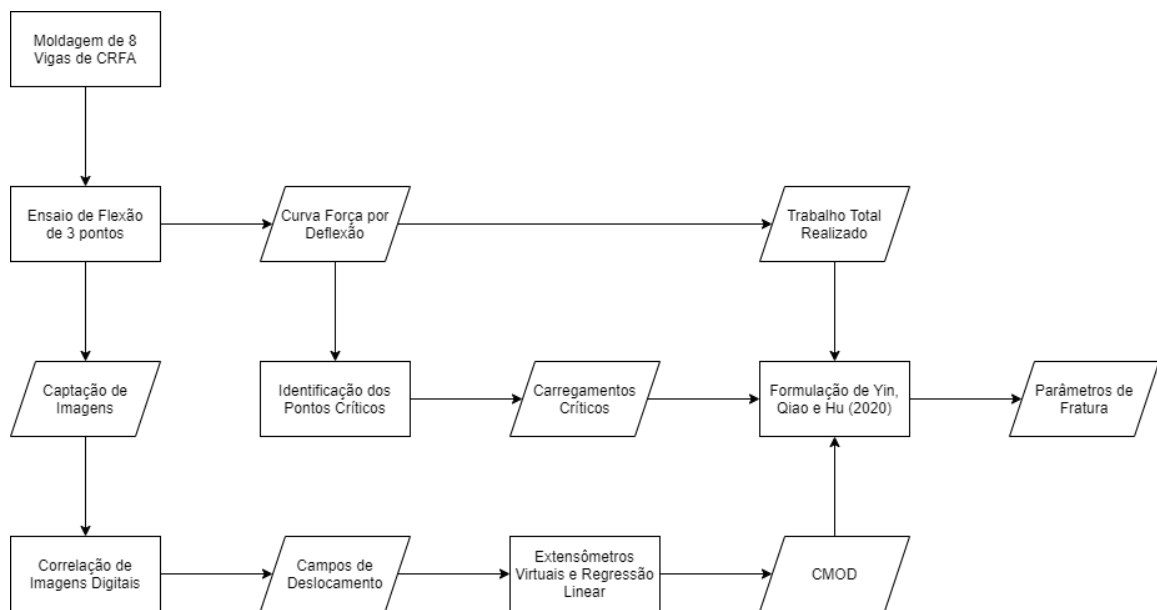 Moldagem de 8
Vigas de CRFA
Ensaio de Flexão
de 3 pontos
Curva Força por
Deflexão
Trabalho Total
Realizado
Captação de
Imagens
Identificação dos
Pontos Críticos
Carregamentos
Críticos
Formulação de Yin,
Qiao e Hu (2020)
Parâmetros de
Fratura
Correlação de
Imagens Digitais
Campos de
Deslocamento
Extensômetros
Virtuais e Regressão
Linear
CMOD